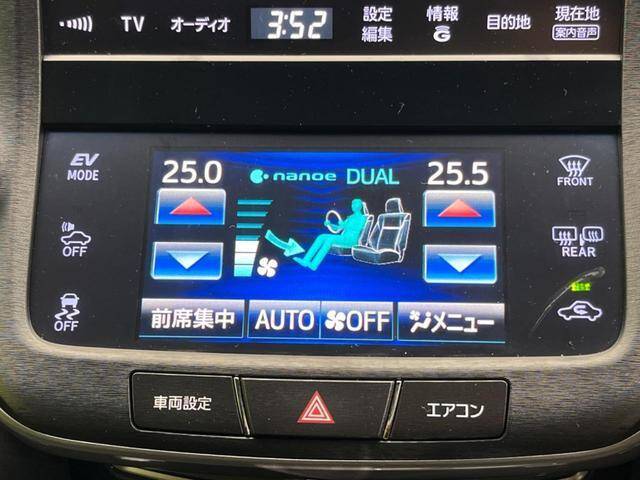 TV オーディオ 3:52 設定 編集 情報 G 目的地 現在地 案内音声
EV MODE
25.0 nanoe DUAL 25.5
FRONT
OFF
REAR
OFF
前席集中 AUTO OFF メニュー
車両設定 エアコン